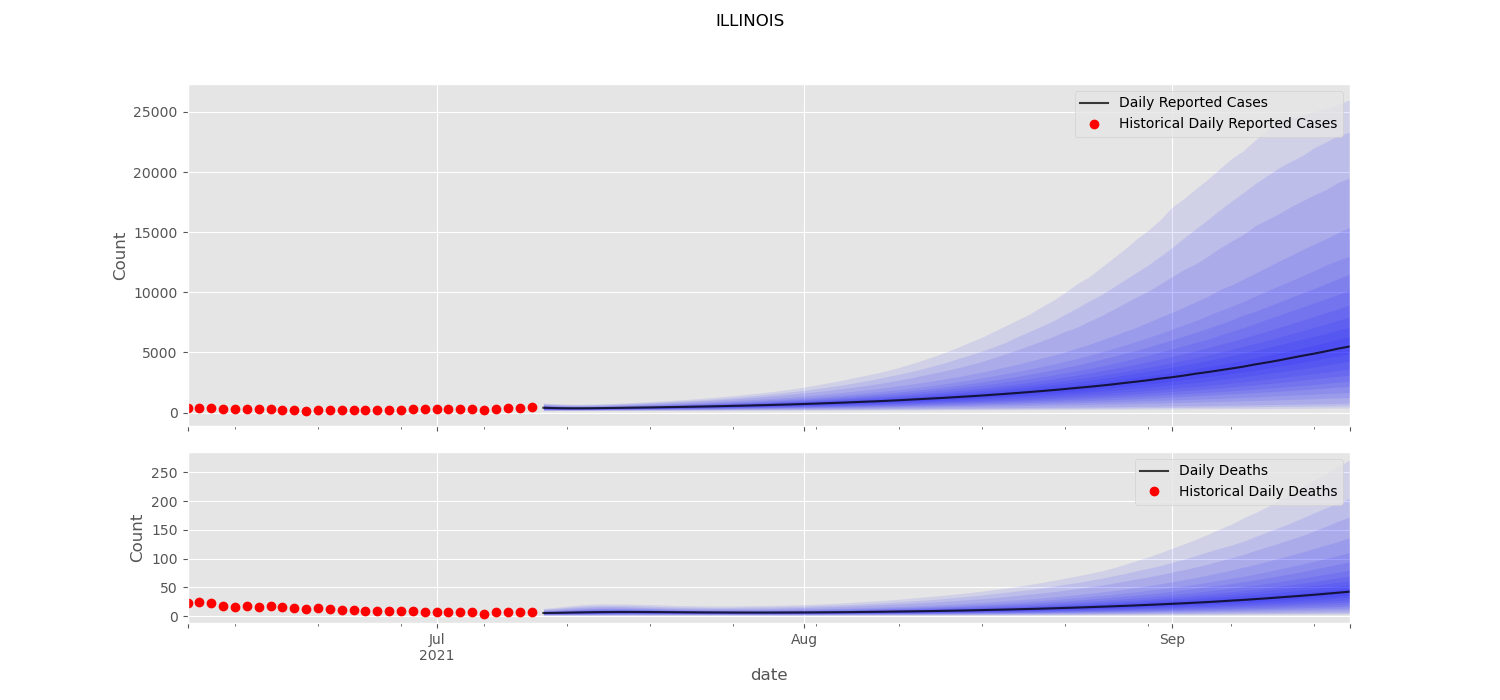 ILLINOIS
25000
20000
15000
10000
5000
0
Count
Daily Reported Cases
Historical Daily Reported Cases
250
200
150
100
50
0
Count
Daily Deaths
Historical Daily Deaths
Jul
2021
Aug
Sep
date